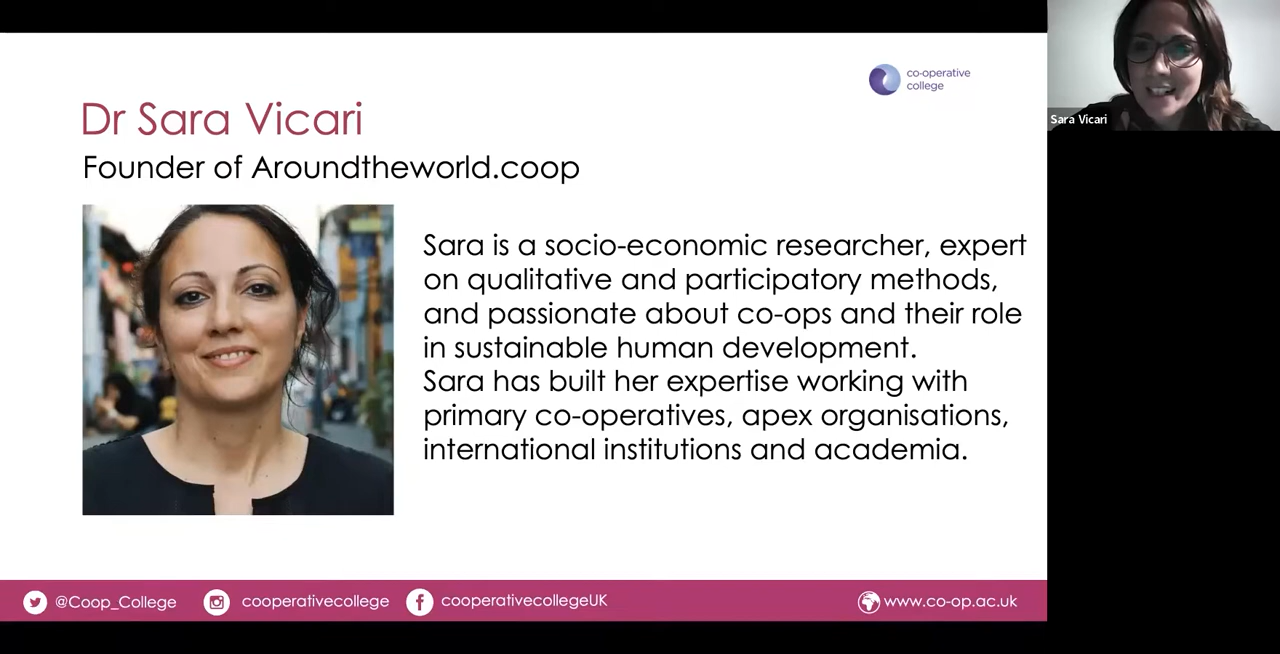 co-operative
college
Dr Sara Vicari
Founder of Aroundtheworld.coop
Sara is a socio-economic researcher, expert
on qualitative and participatory methods,
and passionate about co-ops and their role
in sustainable human development.
Sara has built her expertise working with
primary co-operatives, apex organisations,
international institutions and academia.
@Coop_College
cooperativecollege
cooperativecollegeUK
www.co-op.ac.uk
Sara Vicari